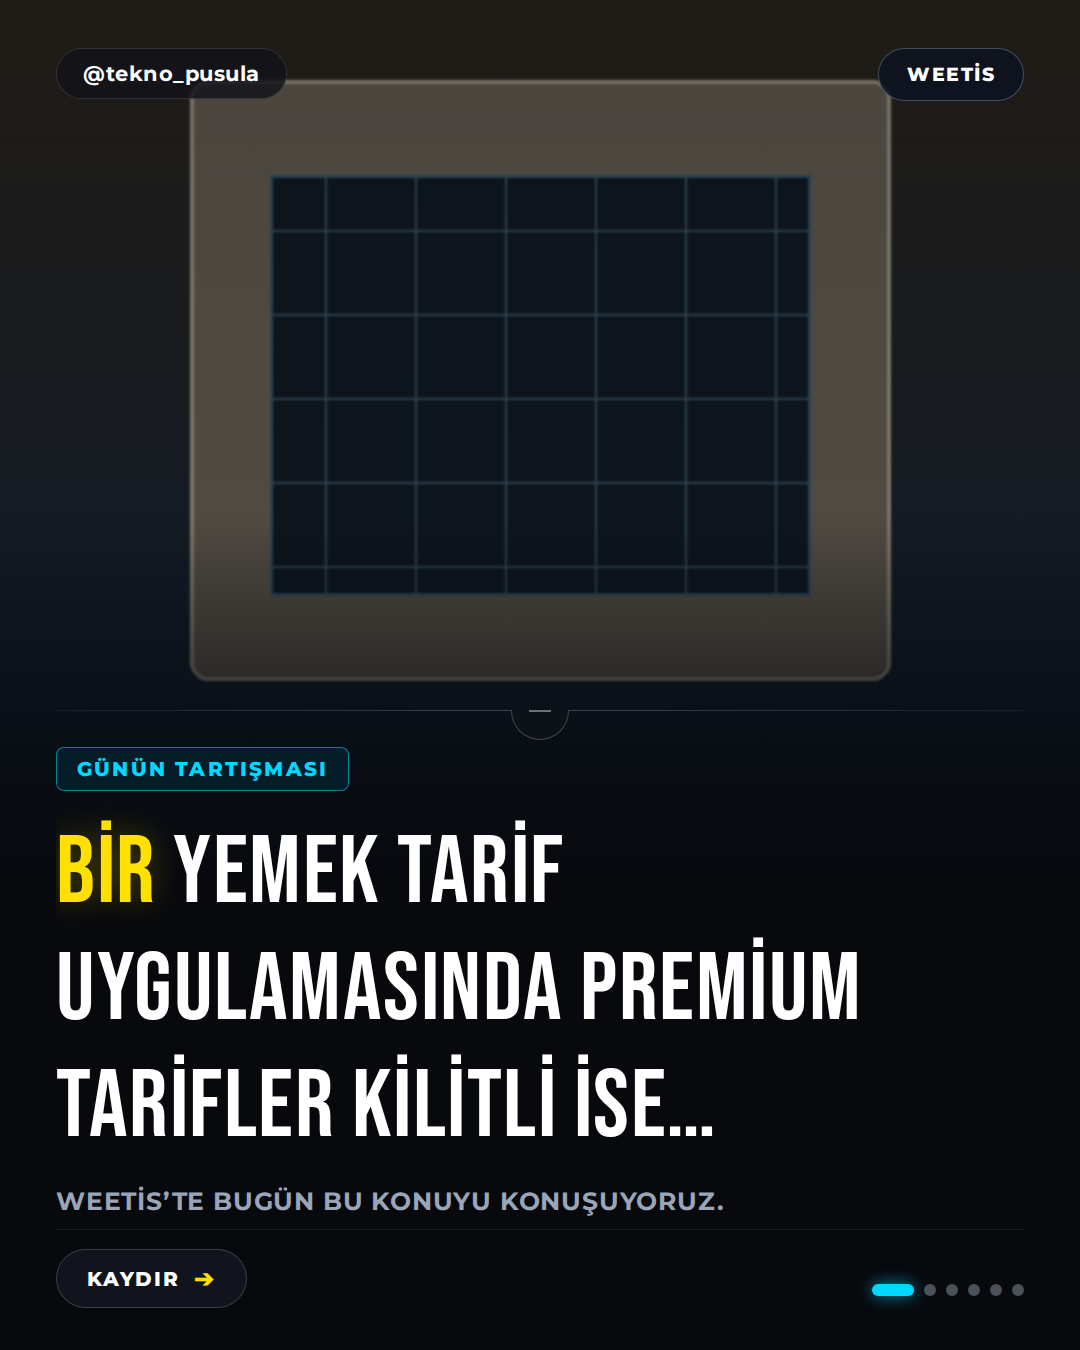 @tekno_pusula
WEETİS
GÜNÜN TARTIŞMASI
BİR YEMEK TARİF
UYGULAMASINDA PREMİUM
TARİFLER KİLİTLİ İSE...
WEETİS’TE BUGÜN BU KONUYU KONUŞUYORUZ.
KAYDIR ➔